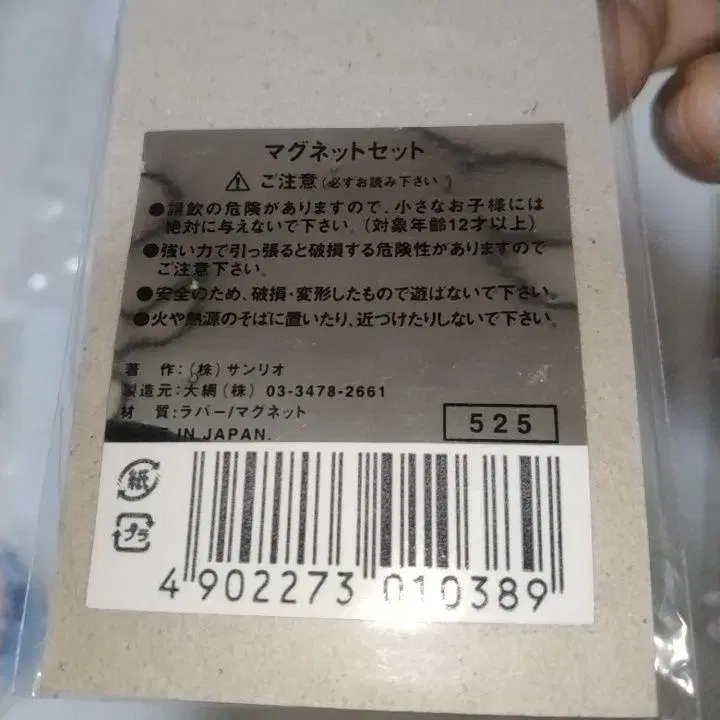 マグネットセット
⚠ ご注意(必ずお読み下さい)
●誤飲の危険がありますので、小さなお子様には
絶対に与えないで下さい。(対象年齢12才以上)
●強い力で引っ張ると破損する危険性がありますので
ご注意下さい。
●安全のため、破損・変形したもので遊ばないで下さい。
●火や熱源のそばに置いたり、近づけたりしないで下さい。
著 作:(株)サンリオ
製造元:大網(株) 03-3478-2661
材 質:ラバー/マグネット
525
IN JAPAN.
紙
プラ
4 902273 010389